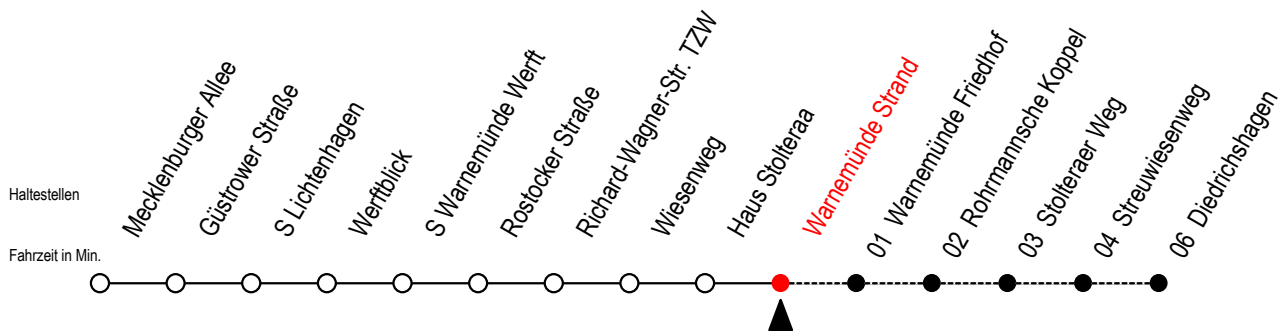 Haltestellen
Fahrzeit in Min.
Mecklenburger Allee
Güstrower Straße
S Lichtenhagen
Werftblick
S Warnemünde Werft
Rostocker Straße
Richard-Wagner-Str. TZW
Wiesenweg
Haus Stolteraa
Warnemünde Strand
01 Warnemünde Friedhof
02 Rohrmannsche Koppel
03 Stolteraer Weg
04 Streuwiesenweg
06 Diedrichshagen